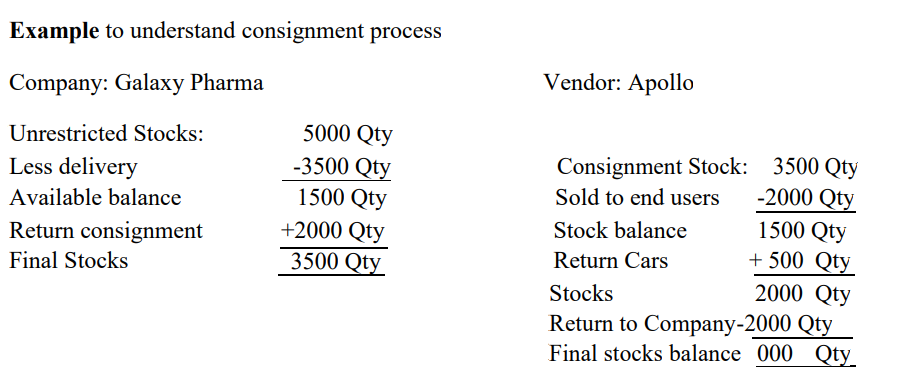 Example to understand consignment process
Company: Galaxy Pharma
Vendor: Apollo
Unrestricted Stocks: 5000 Qty
Less delivery -3500 Qty
Available balance 1500 Qty
Return consignment +2000 Qty
Final Stocks 3500 Qty
Consignment Stock: 3500 Qty
Sold to end users -2000 Qty
Stock balance 1500 Qty
Return Cars + 500 Qty
Stocks 2000 Qty
Return to Company-2000 Qty
Final stocks balance 000 Qty